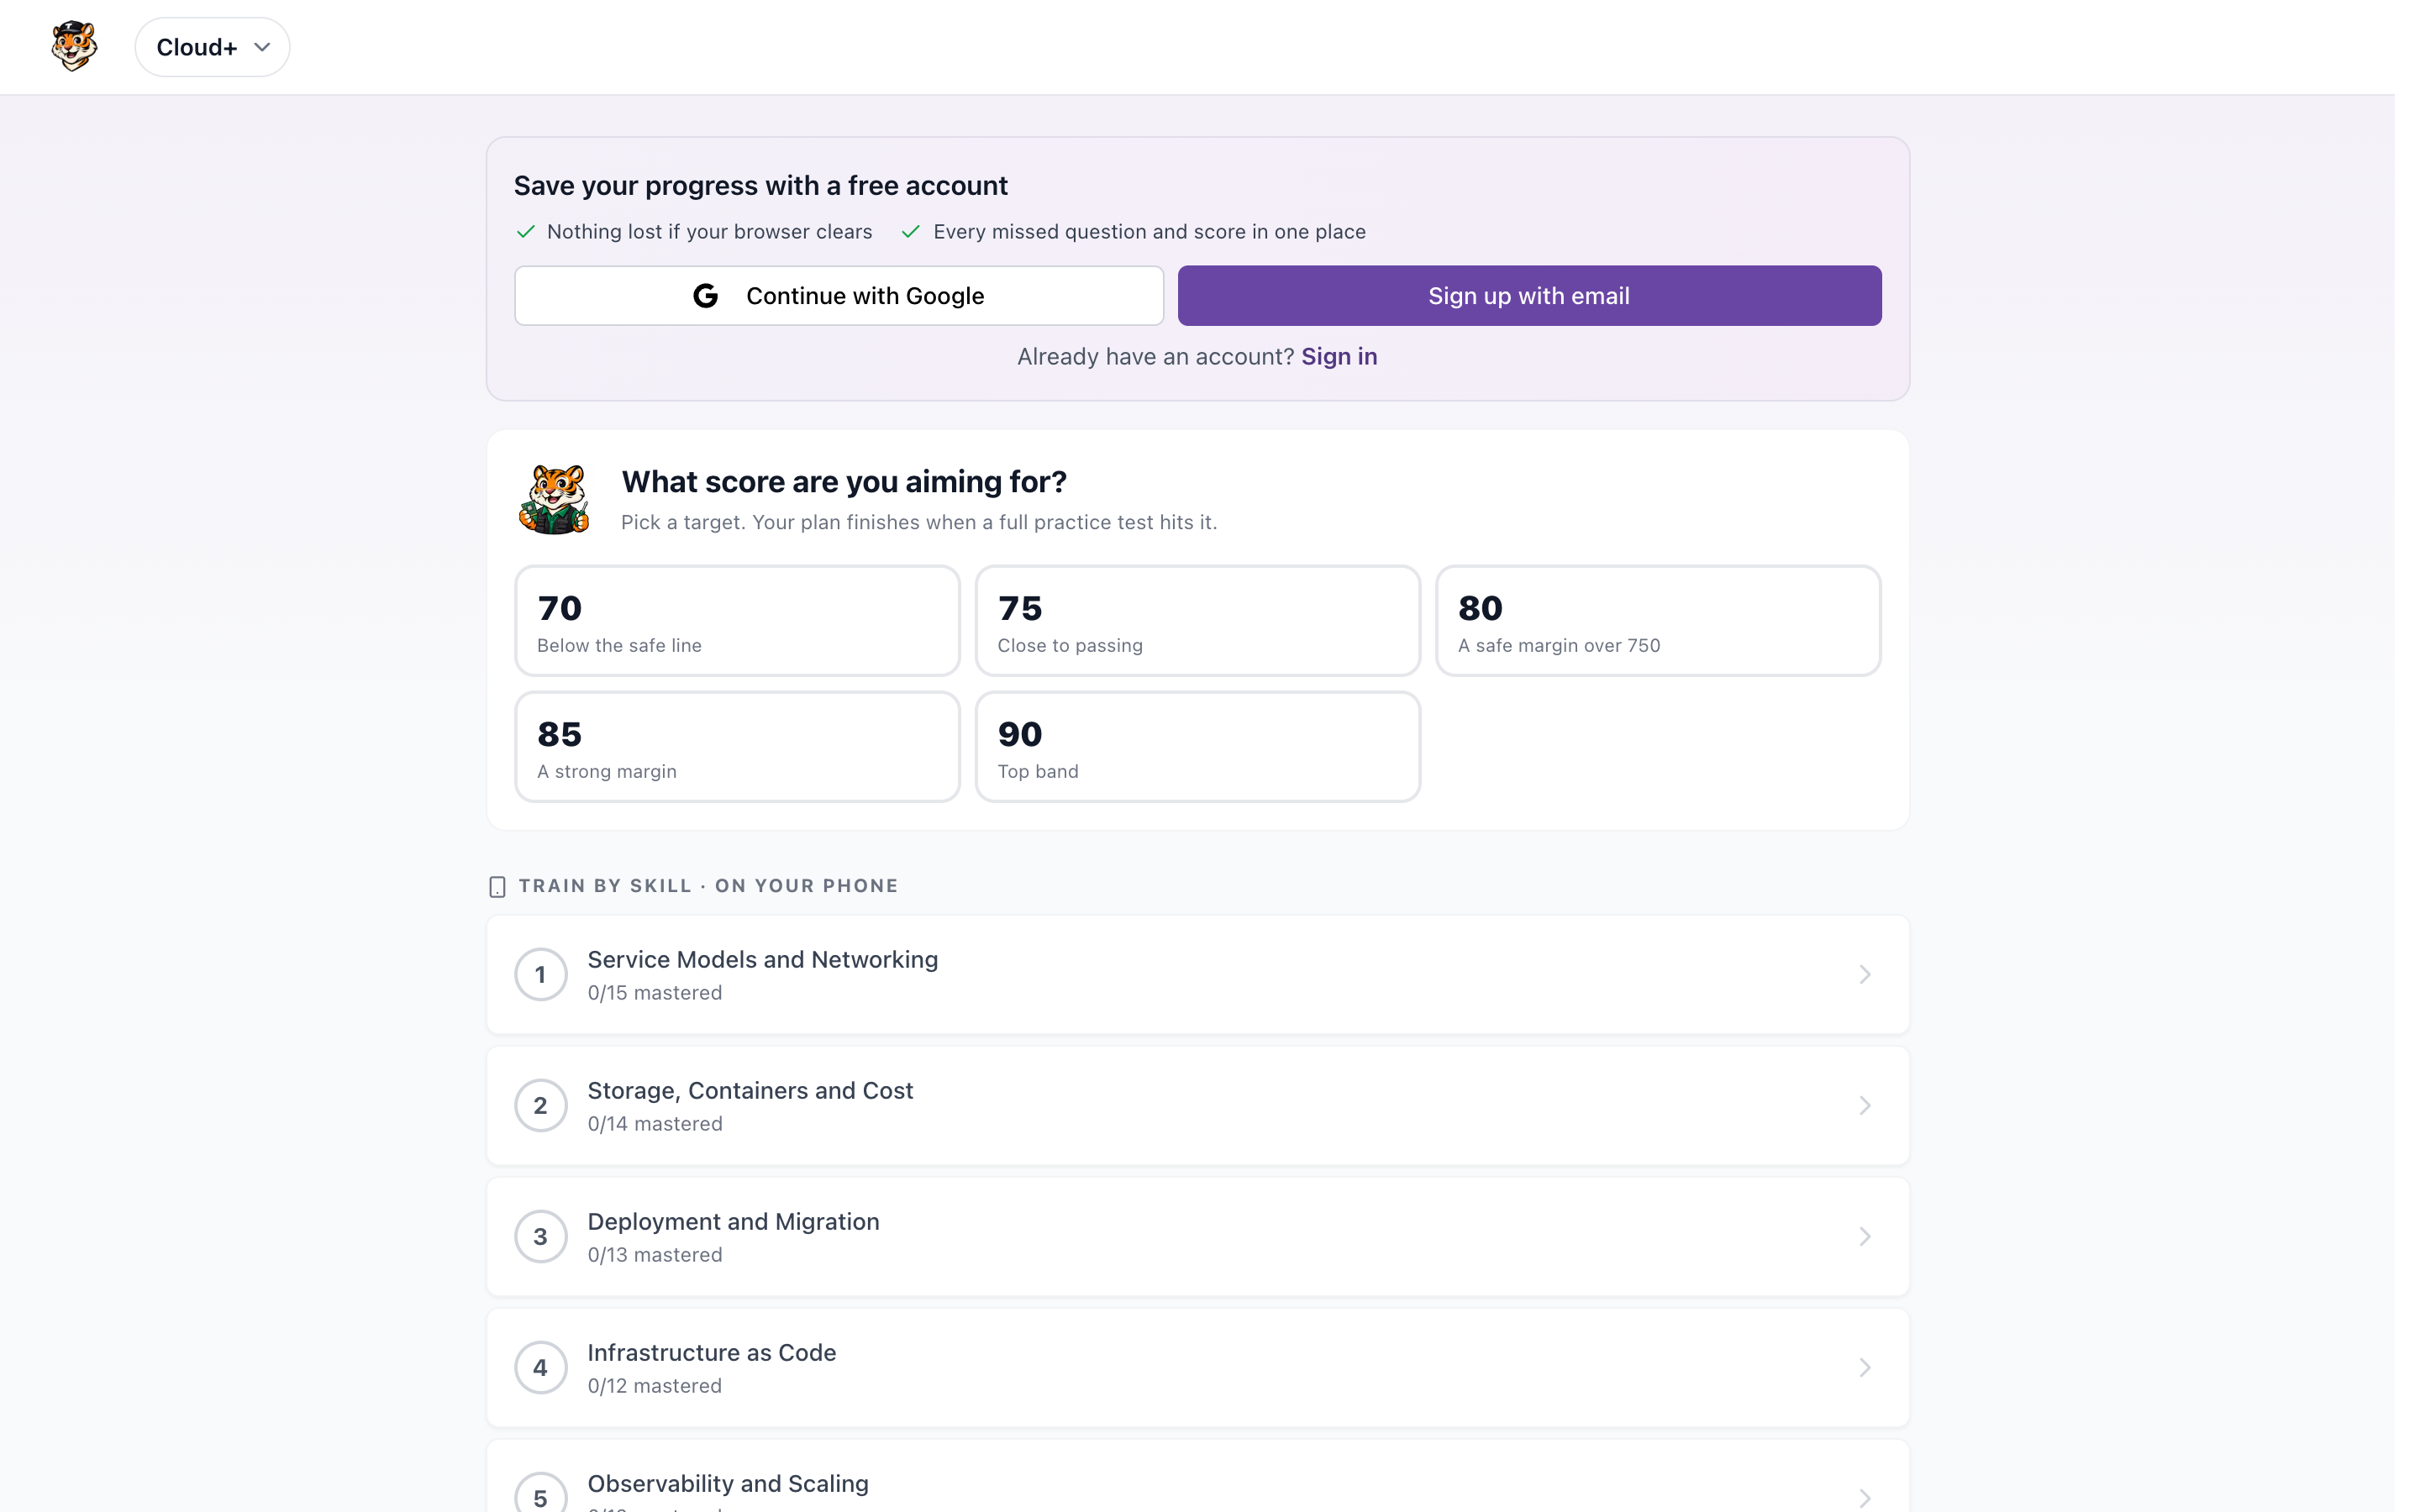 Cloud+
Save your progress with a free account
Nothing lost if your browser clears
Every missed question and score in one place
Continue with Google
Sign up with email
Already have an account? Sign in
What score are you aiming for?
Pick a target. Your plan finishes when a full practice test hits it.
70
Below the safe line
75
Close to passing
80
A safe margin over 750
85
A strong margin
90
Top band
TRAIN BY SKILL · ON YOUR PHONE
1
Service Models and Networking
0/15 mastered
2
Storage, Containers and Cost
0/14 mastered
3
Deployment and Migration
0/13 mastered
4
Infrastructure as Code
0/12 mastered
5
Observability and Scaling